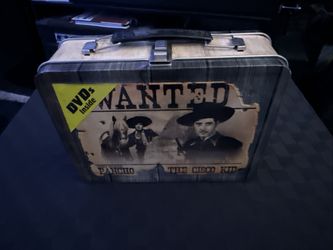 DVDs
Inside
WANTED
PANCHO
THE CISCO KID